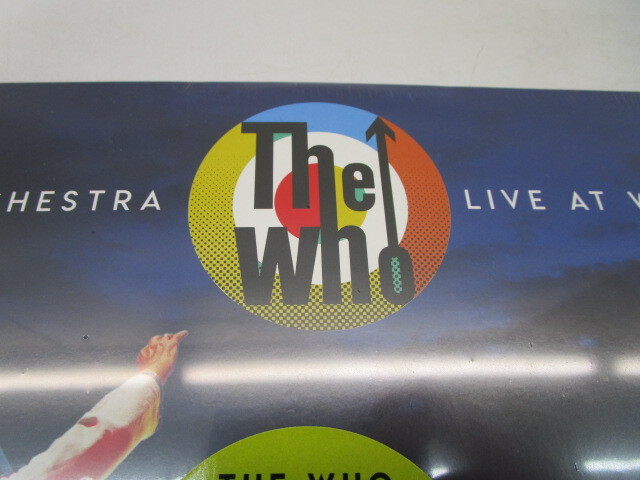 The
HESTRA LIVE AT
Who
THE WHO